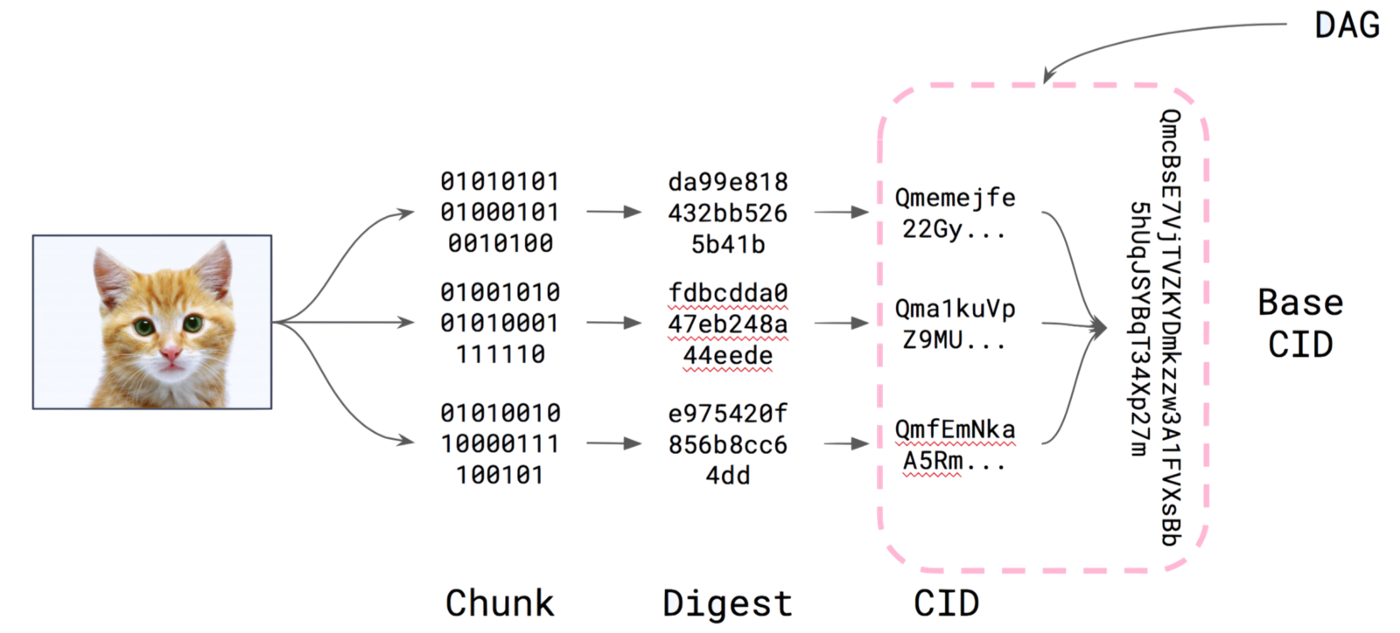 DAG
01010101
01000101
0010100
da99e818
432bb526
5b41b
Qmemejfe
22Gy...
01001010
01010001
111110
fdbcdda0
47eb248a
44eede
Qma1kuVp
Z9MU...
01010010
10000111
100101
e975420f
856b8cc6
4dd
QmfEmNka
A5Rm...
QmcBsE7VjTVZKYDmkzzw3A1FVXsBb
5hUqJSYBqT34Xp27m
Base
CID
Chunk
Digest
CID